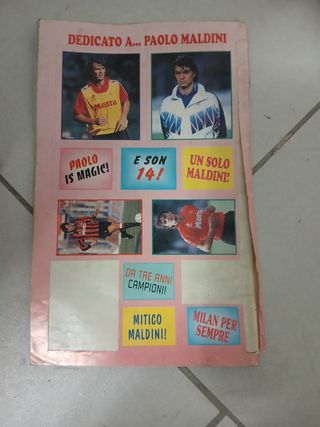 DEDICATO A... PAOLO MALDINI
Motta
PAOLO
IS MAGIC!
E SON
14!
UN SOLO
MALDINI!
Motta
DA TRE ANNI
CAMPIONI!
MITICO
MALDINI!
MILAN PER
SEMPRE